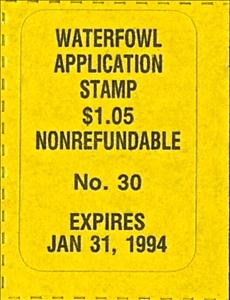 WATERFOWL
APPLICATION
STAMP
$1.05
NONREFUNDABLE
No. 30
EXPIRES
JAN 31, 1994